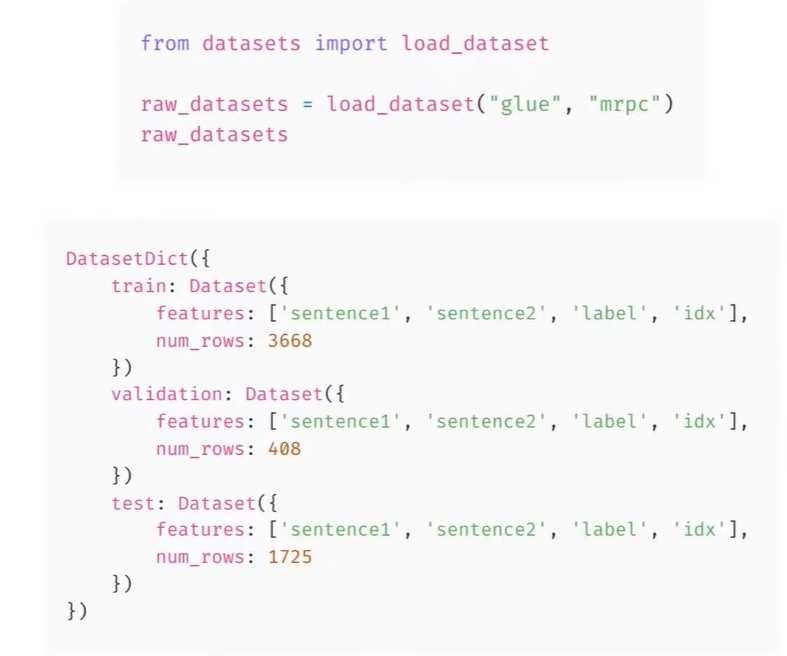 from datasets import load_dataset
raw_datasets = load_dataset("glue", "mrpc")
raw_datasets
DatasetDict({
    train: Dataset({
        features: ['sentence1', 'sentence2', 'label', 'idx'],
        num_rows: 3668
    })
    validation: Dataset({
        features: ['sentence1', 'sentence2', 'label', 'idx'],
        num_rows: 408
    })
    test: Dataset({
        features: ['sentence1', 'sentence2', 'label', 'idx'],
        num_rows: 1725
    })
})